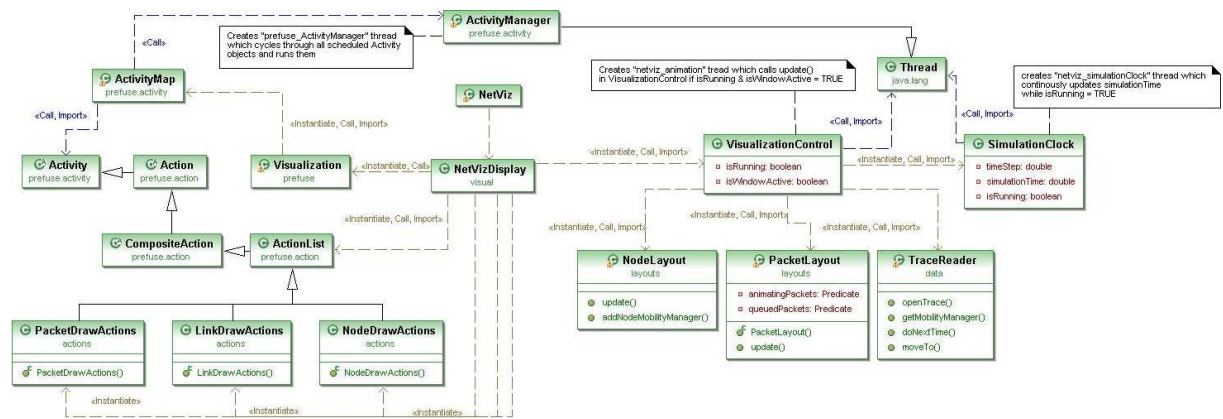 ActivityManager
prefuse.activity
Creates "prefuse_ActivityManager" thread
which cycles through all scheduled Activity
objects and runs them
«Call»
Thread
java.lang
Creates "netviz_animation" tread which calls update()
in VisualizationControl if isRunning & isWindowActive = TRUE
creates "netviz_simulationClock" thread which
continously updates simulationTime
while isRunning = TRUE
ActivityMap
prefuse.activity
NetViz
«Call, Import»
«Instantiate, Call, Import»
«Call, Import»
«Call, Import»
Activity
prefuse.activity
Action
prefuse.action
Visualization
prefuse
«Instantiate, Call»
NetVizDisplay
visual
«Instantiate, Call, Import»
VisualizationControl
isRunning: boolean
isWindowActive: boolean
«Instantiate, Call, Import»
SimulationClock
timeStep: double
simulationTime: double
isRunning: boolean
«Instantiate, Call, Import»
«Instantiate, Call, Import»
«Instantiate, Call, Import»
«Instantiate, Call, Import»
CompositeAction
prefuse.action
ActionList
prefuse.action
NodeLayout
layouts
update()
addNodeMobilityManager()
PacketLayout
layouts
animatingPackets: Predicate
queuedPackets: Predicate
PacketLayout()
update()
TraceReader
data
openTrace()
getMobilityManager()
doNextTime()
moveTo()
PacketDrawActions
actions
PacketDrawActions()
LinkDrawActions
actions
LinkDrawActions()
NodeDrawActions
actions
NodeDrawActions()
«Instantiate»
«Instantiate»
«Instantiate»